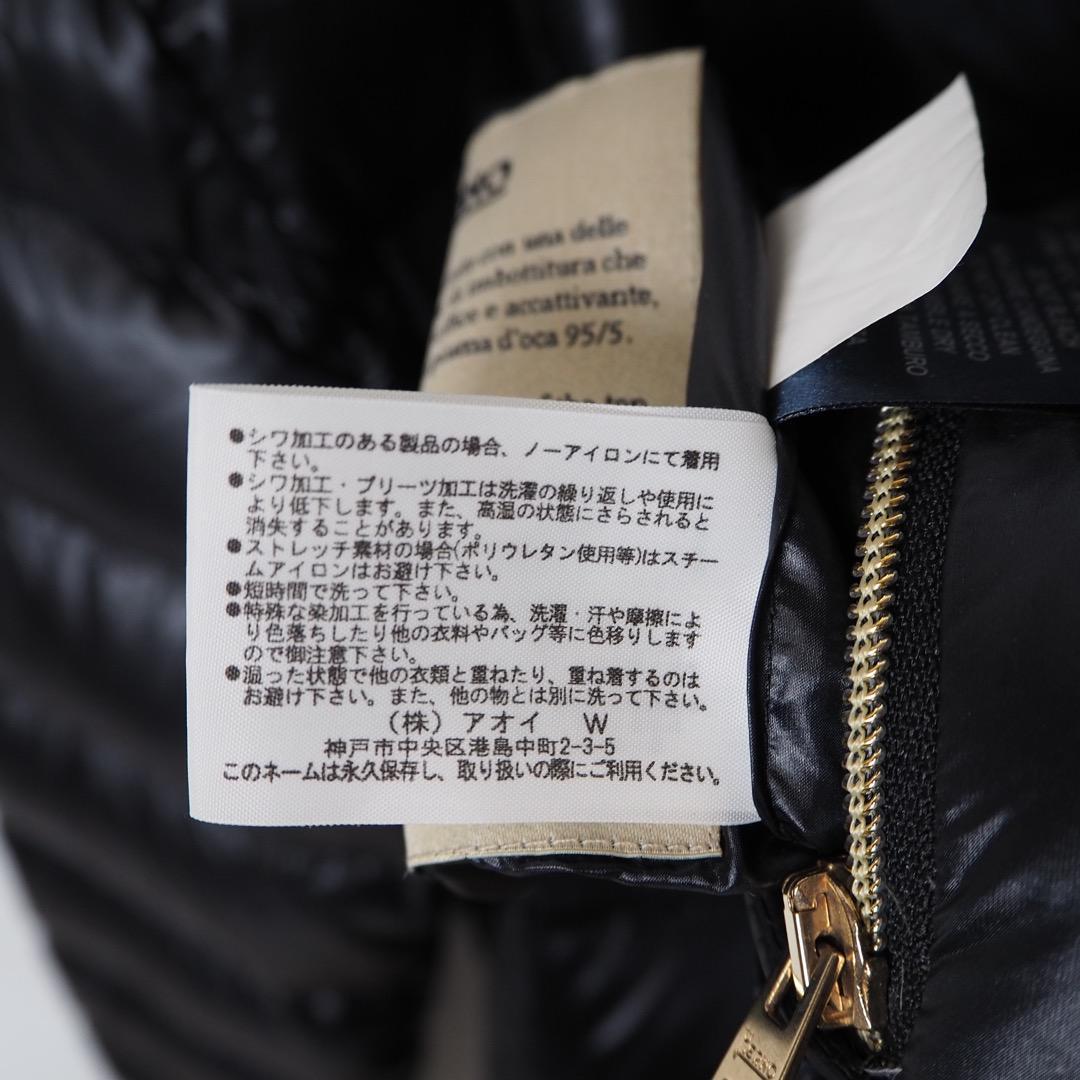 una delle
imbottitura che
e accattivante,
d'oca 95/5.
●シワ加工のある製品の場合、ノーアイロンにて着用
下さい。
●シワ加工・プリーツ加工は洗濯の繰り返しや使用に
より低下します。また、高湿の状態にさらされると
消失することがあります。
●ストレッチ素材の場合(ポリウレタン使用等)はスチー
ムアイロンはお避け下さい。
●短時間で洗って下さい。
●特殊な染加工を行っている為、洗濯・汗や摩擦によ
り色落ちしたり他の衣料やバッグ等に色移りします
ので御注意下さい。
●湿った状態で他の衣類と重ねたり、重ね着するのは
お避け下さい。また、他の物とは別に洗って下さい。
(株) アオイ W
神戸市中央区港島中町2-3-5
このネームは永久保存し、取り扱いの際にご利用ください。